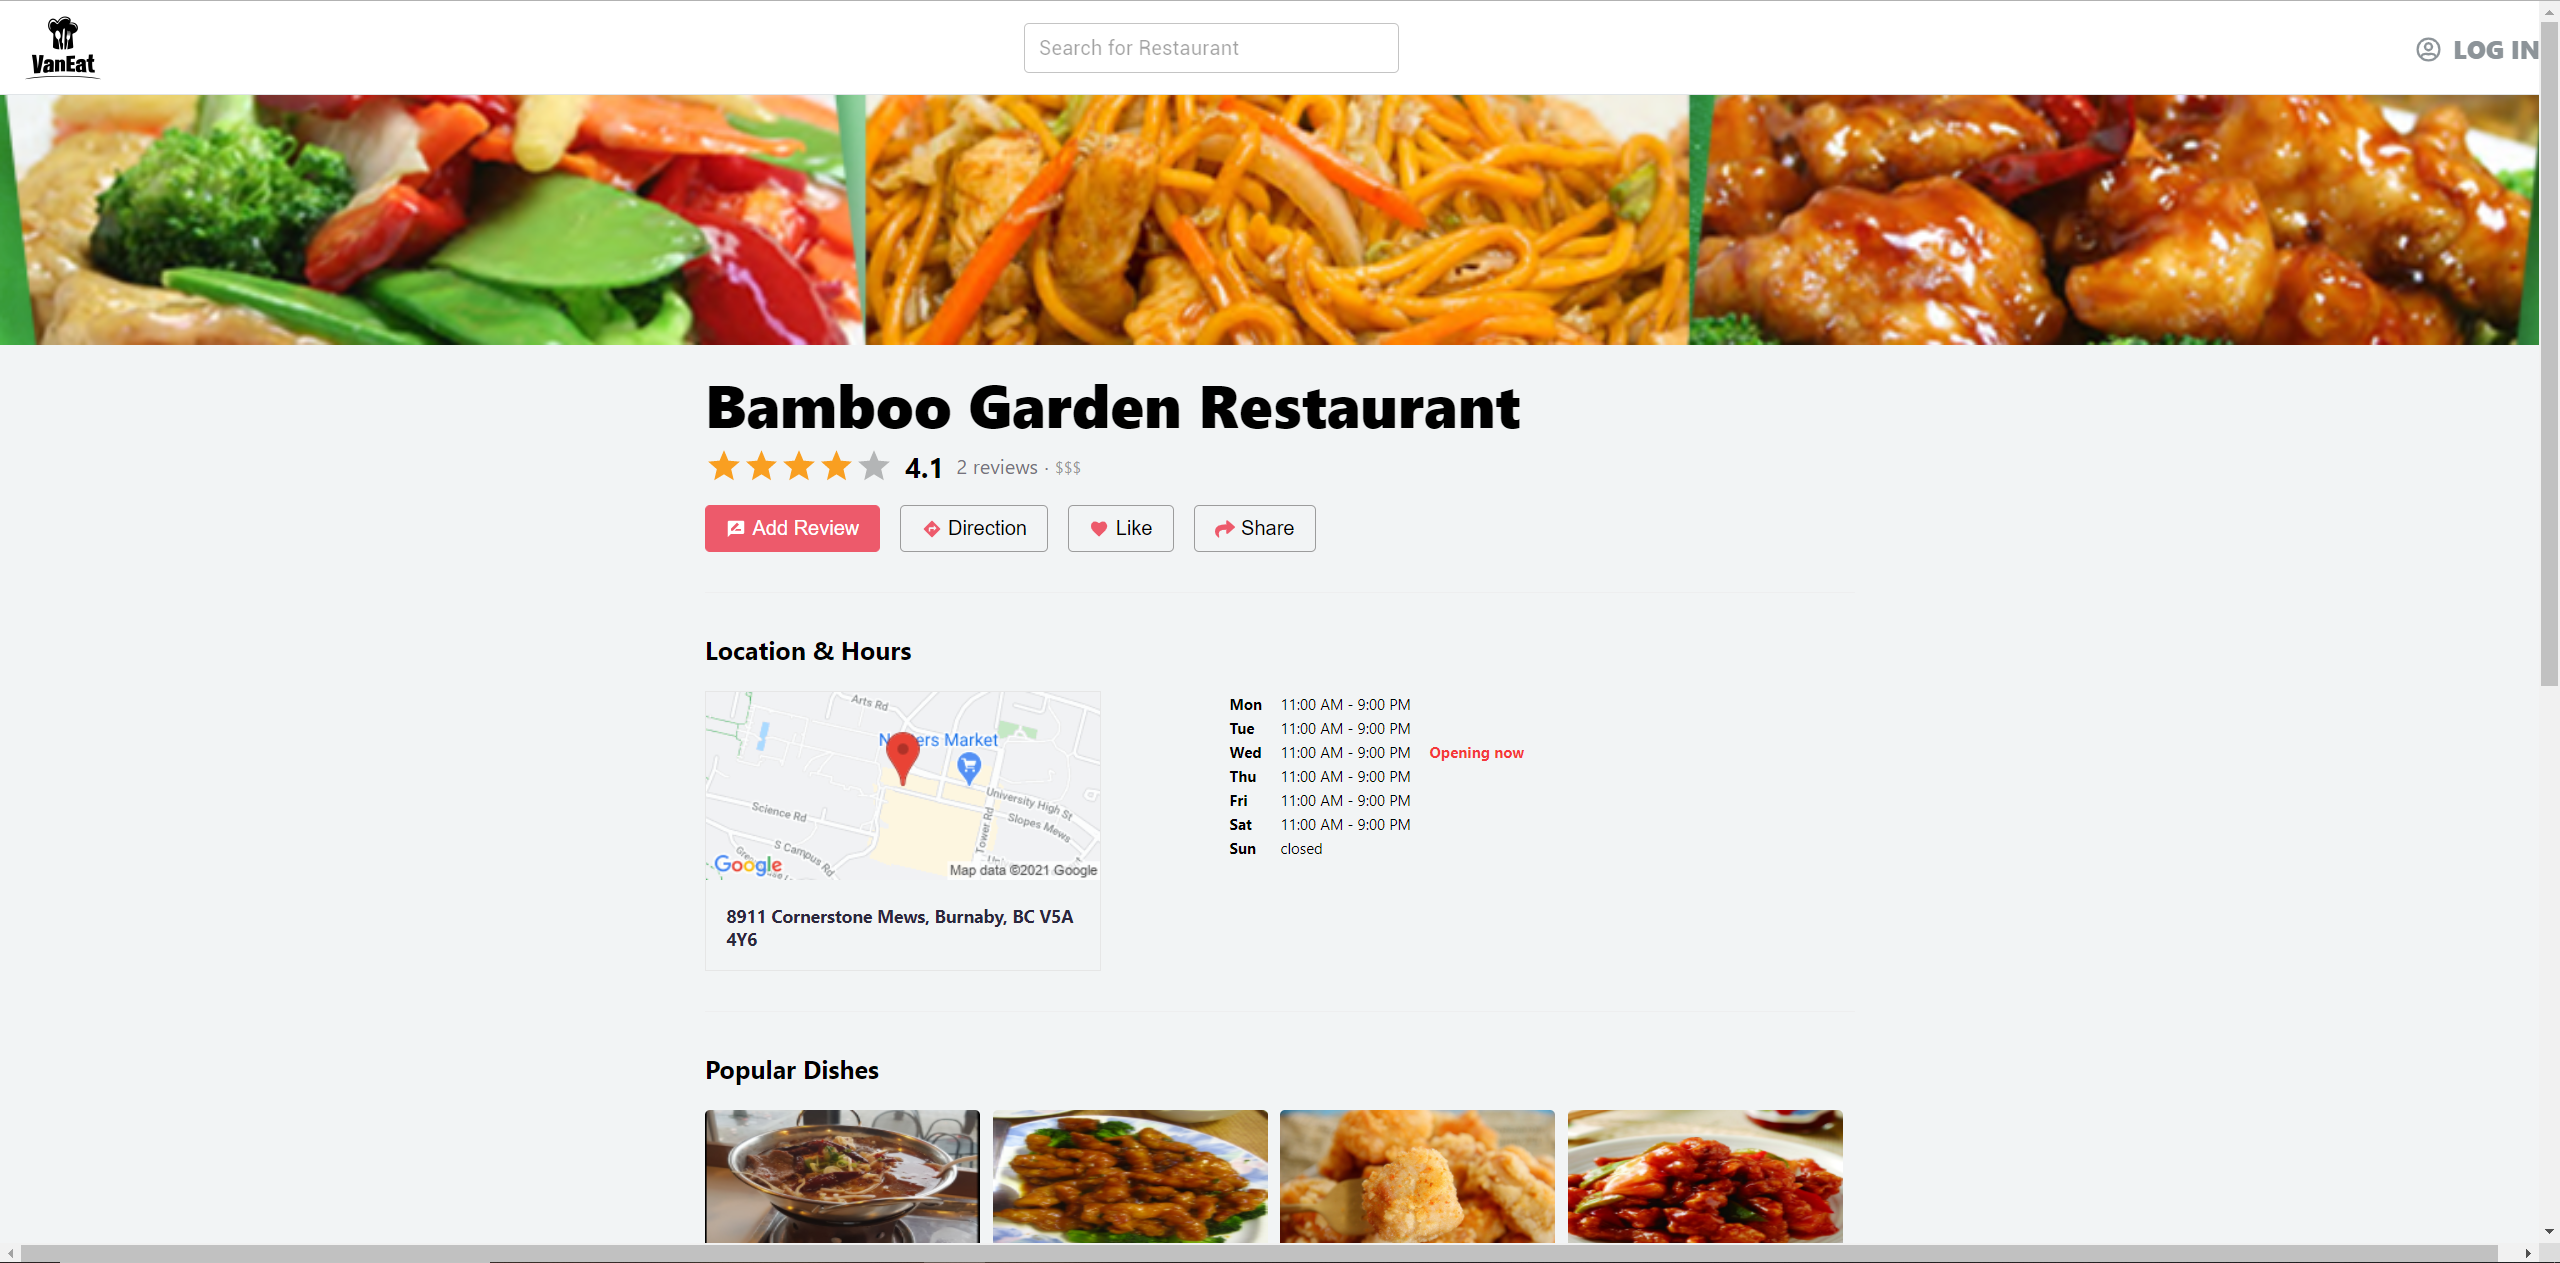 VanEat
Search for Restaurant
LOG IN
Bamboo Garden Restaurant
4.1 2 reviews · $$$
Add Review
Direction
Like
Share
Location & Hours
Arts Rd
Market
University High St
Slopes Mews
Tower Rd
Science Rd
S Campus Rd
Google
Map data ©2021 Google
8911 Cornerstone Mews, Burnaby, BC V5A
4Y6
Mon 11:00 AM - 9:00 PM
Tue 11:00 AM - 9:00 PM
Wed 11:00 AM - 9:00 PM Opening now
Thu 11:00 AM - 9:00 PM
Fri 11:00 AM - 9:00 PM
Sat 11:00 AM - 9:00 PM
Sun closed
Popular Dishes